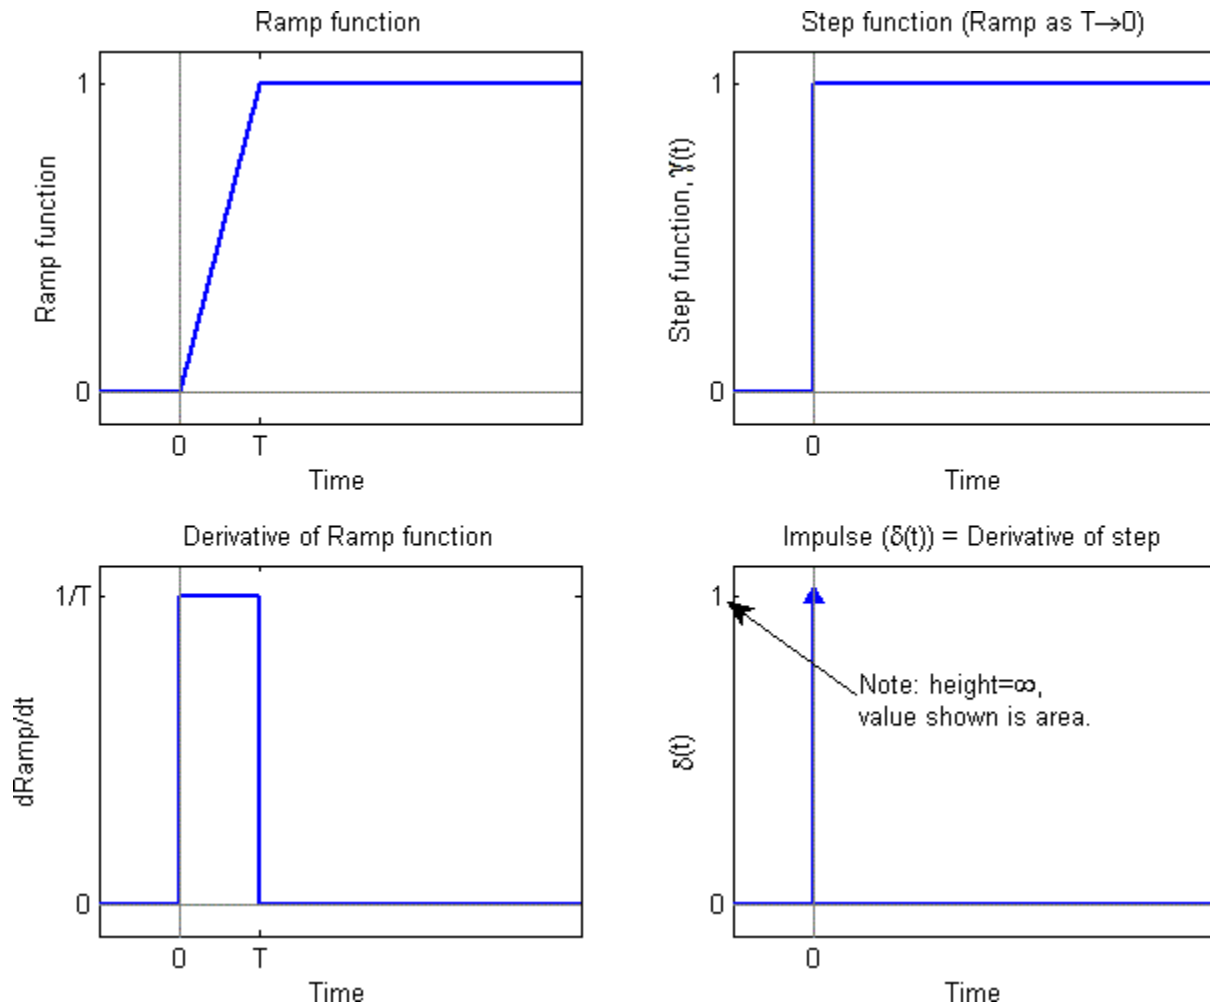 Ramp function
1
Ramp function
0
0 T
Time
Step function (Ramp as T→0)
1
Step function, γ(t)
0
0
Time
Derivative of Ramp function
1/T
dRamp/dt
0
0 T
Time
Impulse (δ(t)) = Derivative of step
1
Note: height=∞,
value shown is area.
δ(t)
0
0
Time